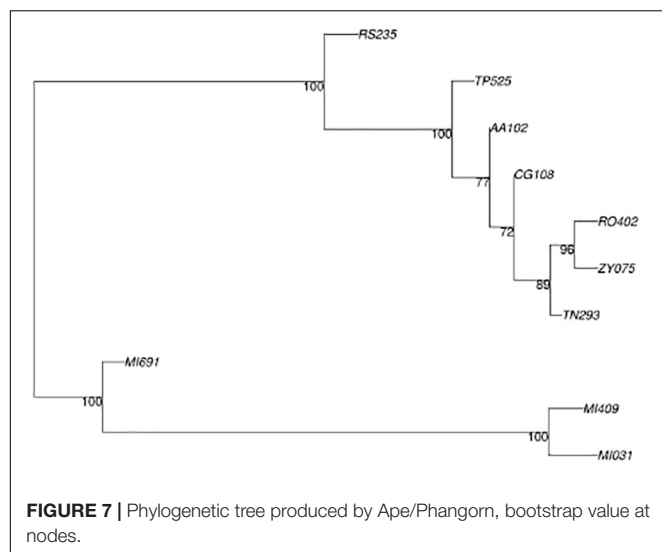 RS235
100
TP525
100
AA102
77
CG108
72
RO402
96
ZY075
89
TN293
MI691
100
MI409
100
MI031
FIGURE 7 | Phylogenetic tree produced by Ape/Phangorn, bootstrap value at
nodes.